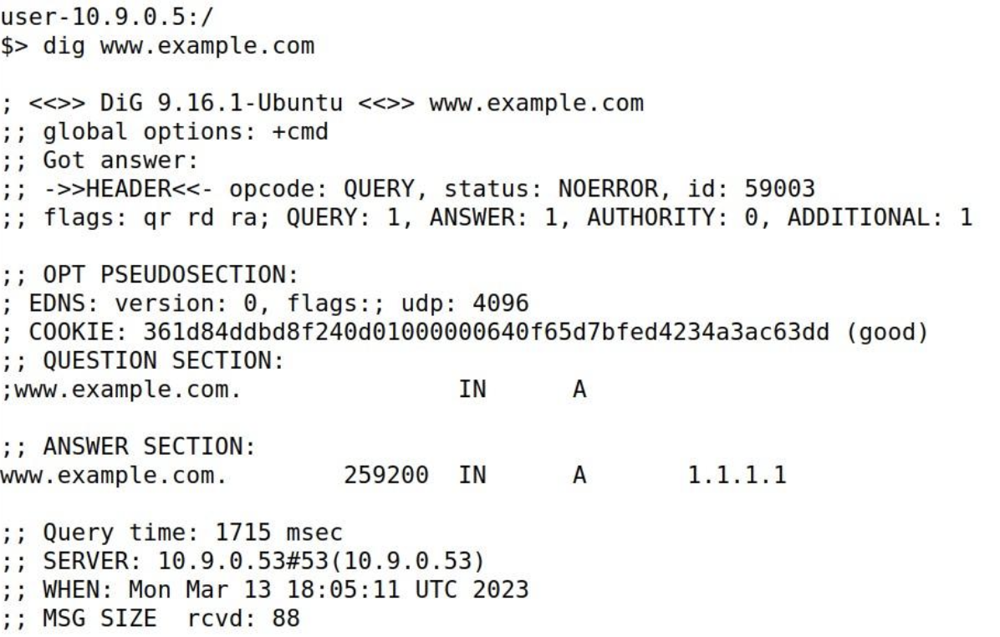 user-10.9.0.5:/
$> dig www.example.com
; <<>> DiG 9.16.1-Ubuntu <<>> www.example.com
;; global options: +cmd
;; Got answer:
;; ->>HEADER<<- opcode: QUERY, status: NOERROR, id: 59003
;; flags: qr rd ra; QUERY: 1, ANSWER: 1, AUTHORITY: 0, ADDITIONAL: 1
;; OPT PSEUDOSECTION:
; EDNS: version: 0, flags:; udp: 4096
; COOKIE: 361d84ddbd8f240d01000000640f65d7bfed4234a3ac63dd (good)
;; QUESTION SECTION:
;www.example.com. IN A
;; ANSWER SECTION:
www.example.com. 259200 IN A 1.1.1.1
;; Query time: 1715 msec
;; SERVER: 10.9.0.53#53(10.9.0.53)
;; WHEN: Mon Mar 13 18:05:11 UTC 2023
;; MSG SIZE  rcvd: 88